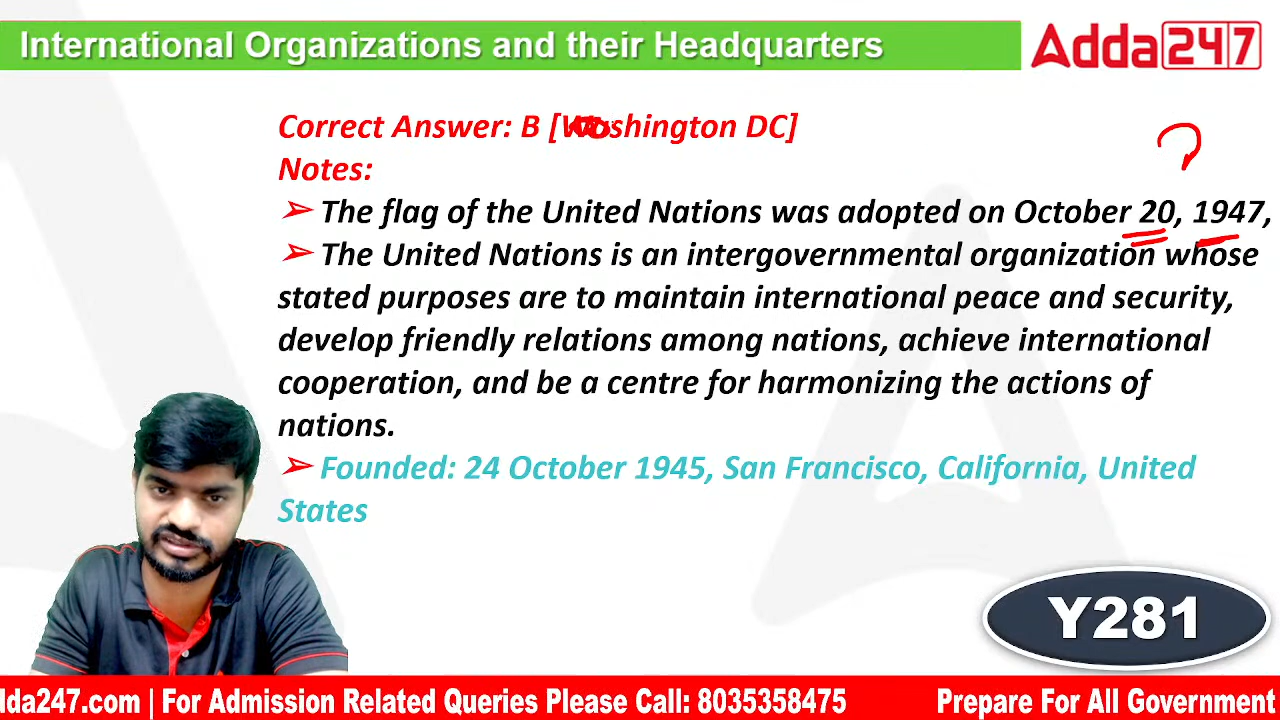 International Organizations and their Headquarters
Adda247
Correct Answer: B [Washington DC]
Notes:
➢ The flag of the United Nations was adopted on October 20, 1947,
➢ The United Nations is an intergovernmental organization whose
stated purposes are to maintain international peace and security,
develop friendly relations among nations, achieve international
cooperation, and be a centre for harmonizing the actions of
nations.
➢ Founded: 24 October 1945, San Francisco, California, United
States
Y281
dda247.com | For Admission Related Queries Please Call: 8035358475 Prepare For All Government